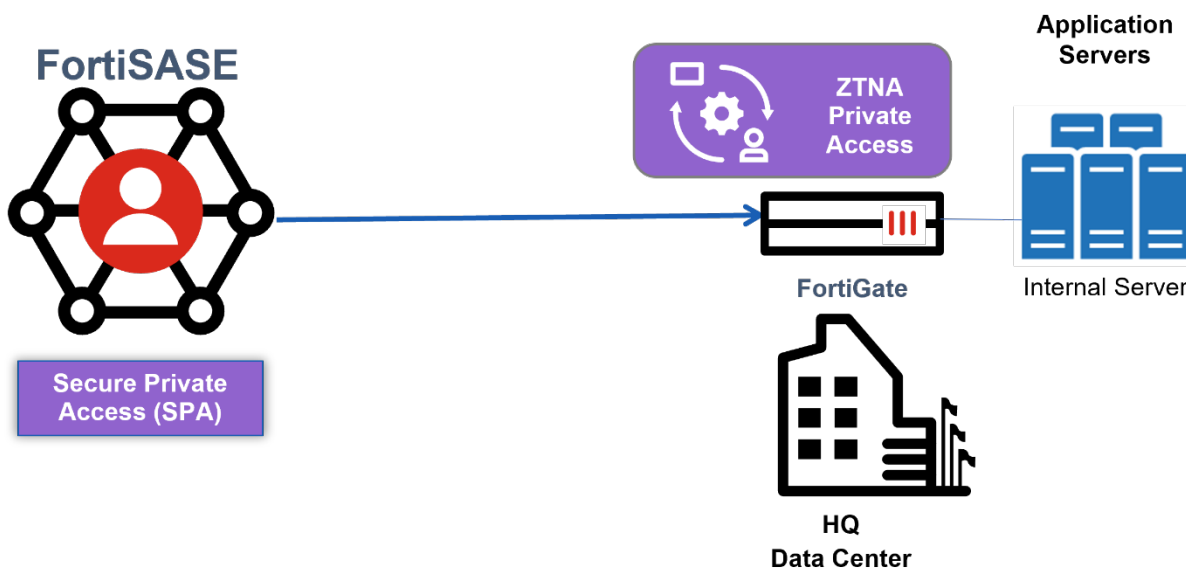 FortiSASE
Secure Private
Access (SPA)
ZTNA
Private
Access
FortiGate
HQ
Data Center
Application
Servers
Internal Server